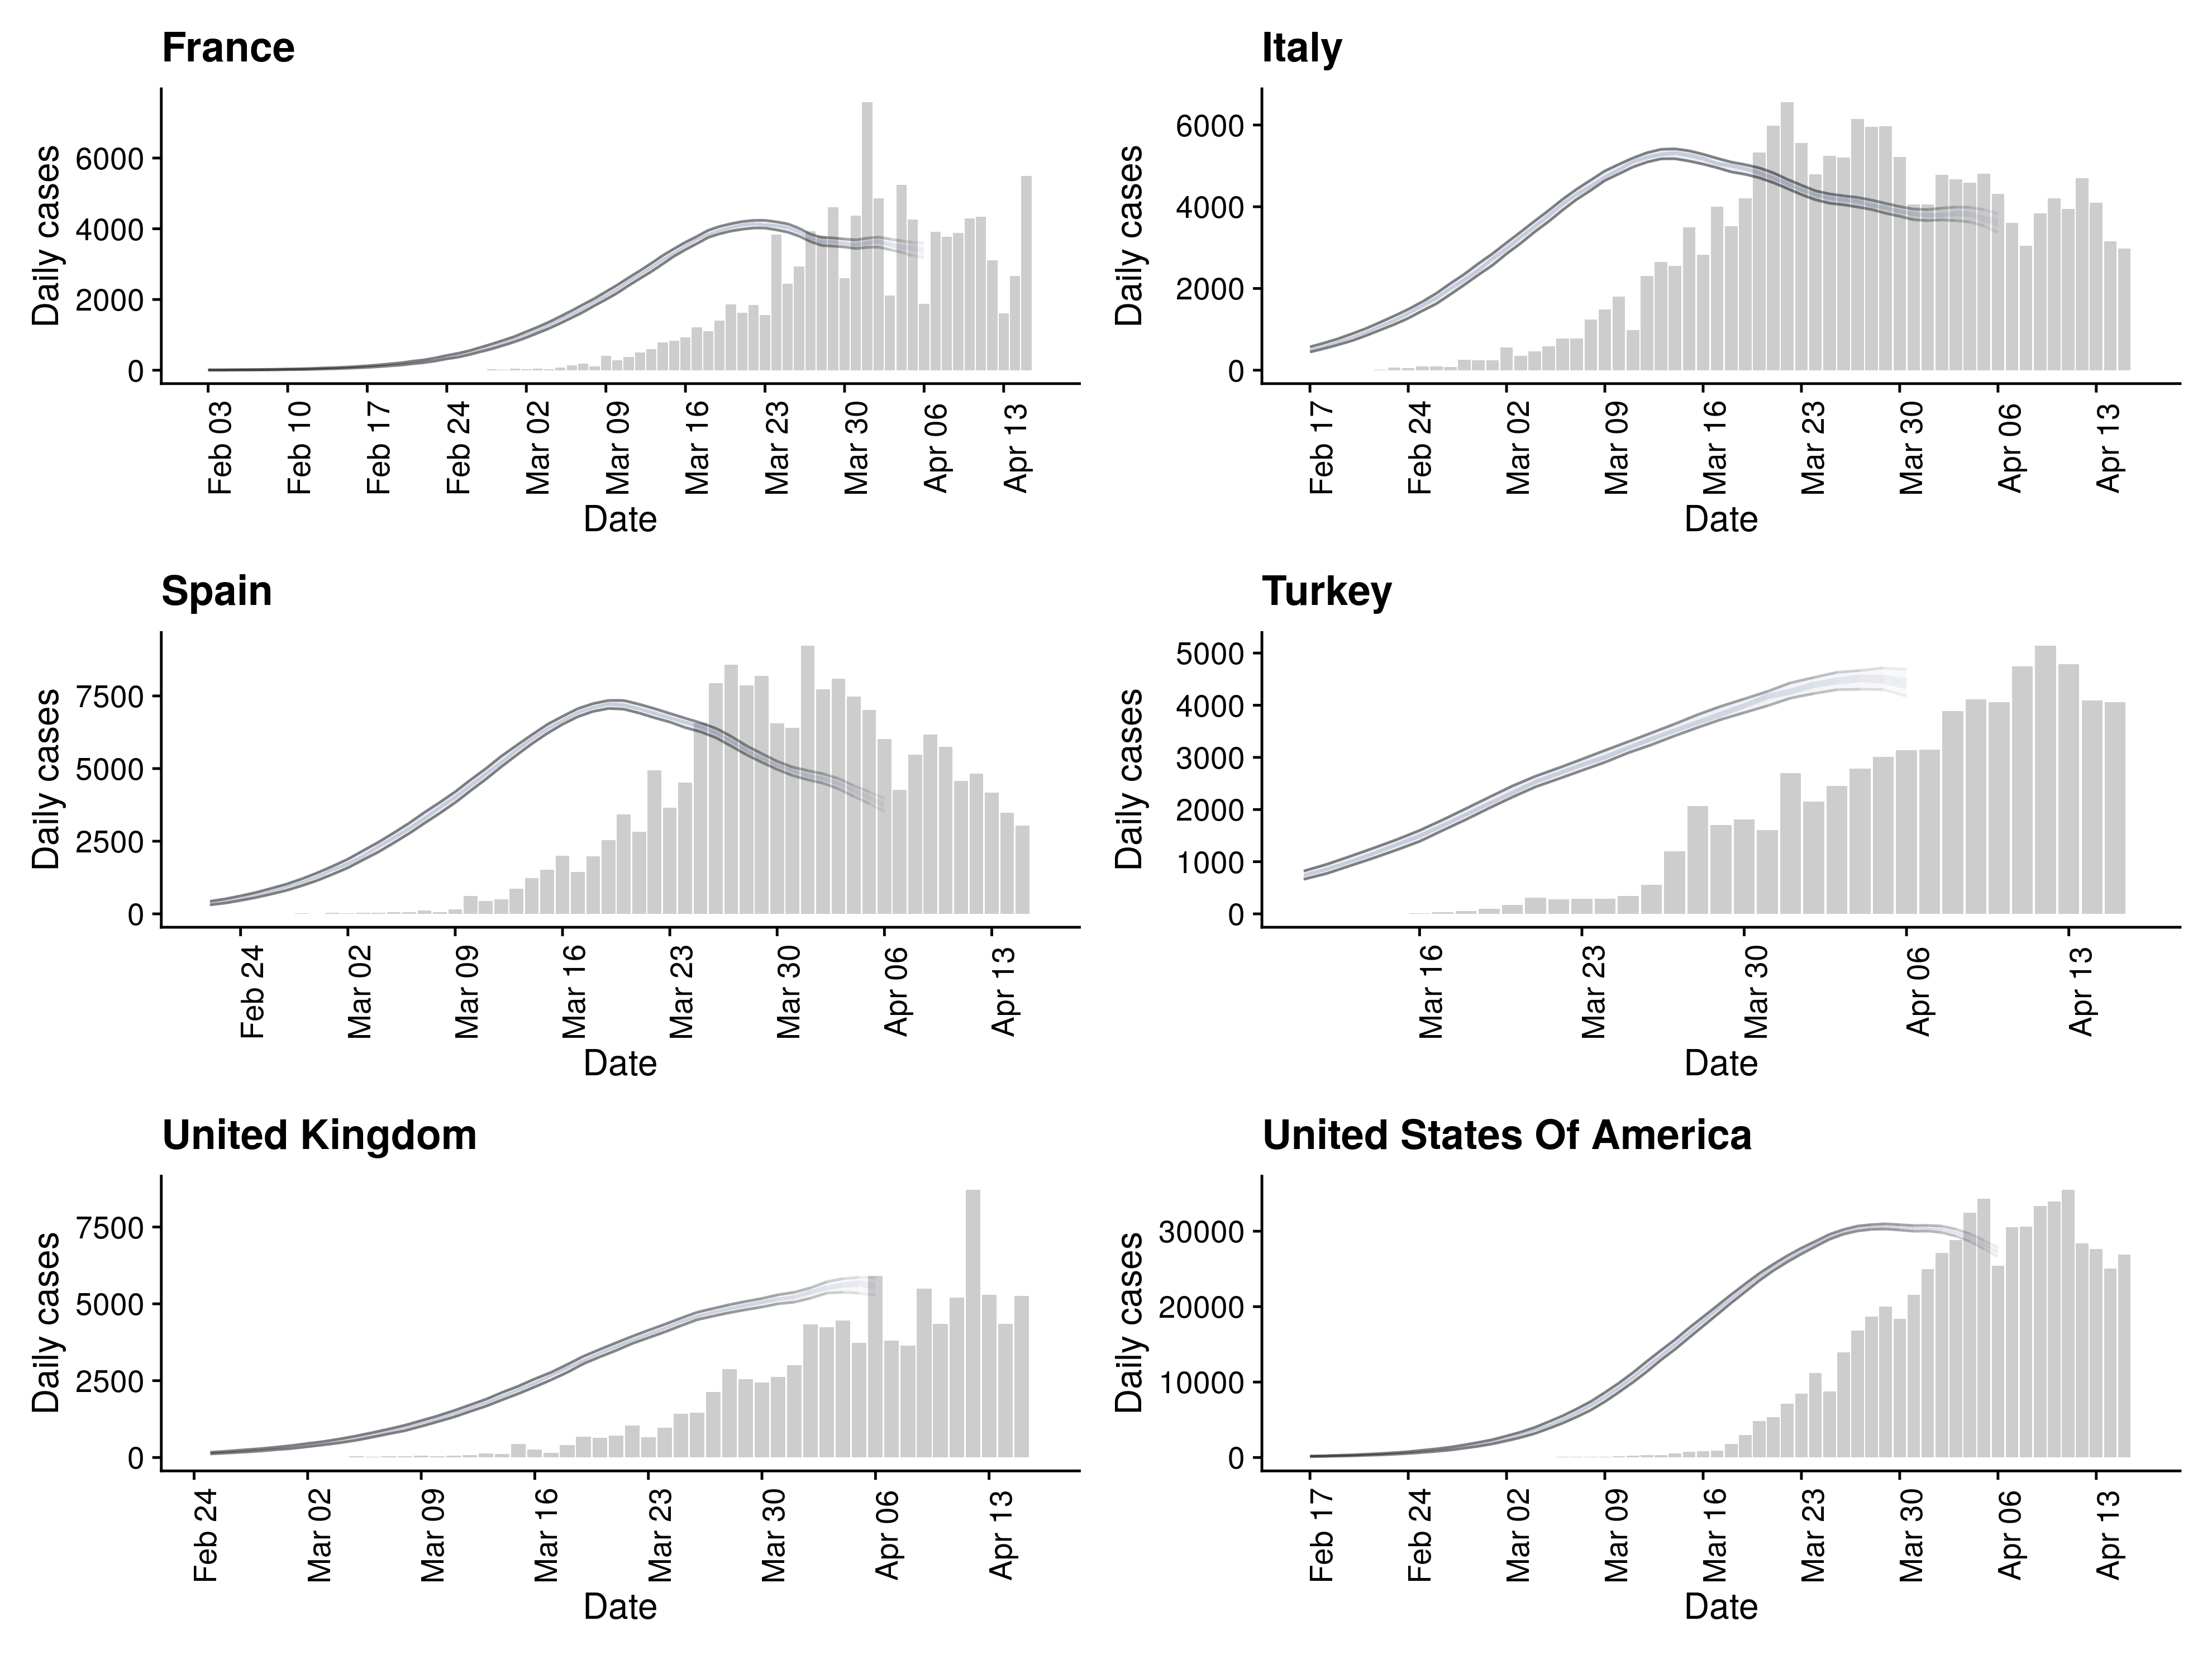 France
Daily cases
6000
4000
2000
0
Feb 03
Feb 10
Feb 17
Feb 24
Mar 02
Mar 09
Mar 16
Mar 23
Mar 30
Apr 06
Apr 13
Date
Italy
Daily cases
6000
4000
2000
0
Feb 17
Feb 24
Mar 02
Mar 09
Mar 16
Mar 23
Mar 30
Apr 06
Apr 13
Date
Spain
Daily cases
7500
5000
2500
0
Feb 24
Mar 02
Mar 09
Mar 16
Mar 23
Mar 30
Apr 06
Apr 13
Date
Turkey
Daily cases
5000
4000
3000
2000
1000
0
Mar 16
Mar 23
Mar 30
Apr 06
Apr 13
Date
United Kingdom
Daily cases
7500
5000
2500
0
Feb 24
Mar 02
Mar 09
Mar 16
Mar 23
Mar 30
Apr 06
Apr 13
Date
United States Of America
Daily cases
30000
20000
10000
0
Feb 17
Feb 24
Mar 02
Mar 09
Mar 16
Mar 23
Mar 30
Apr 06
Apr 13
Date